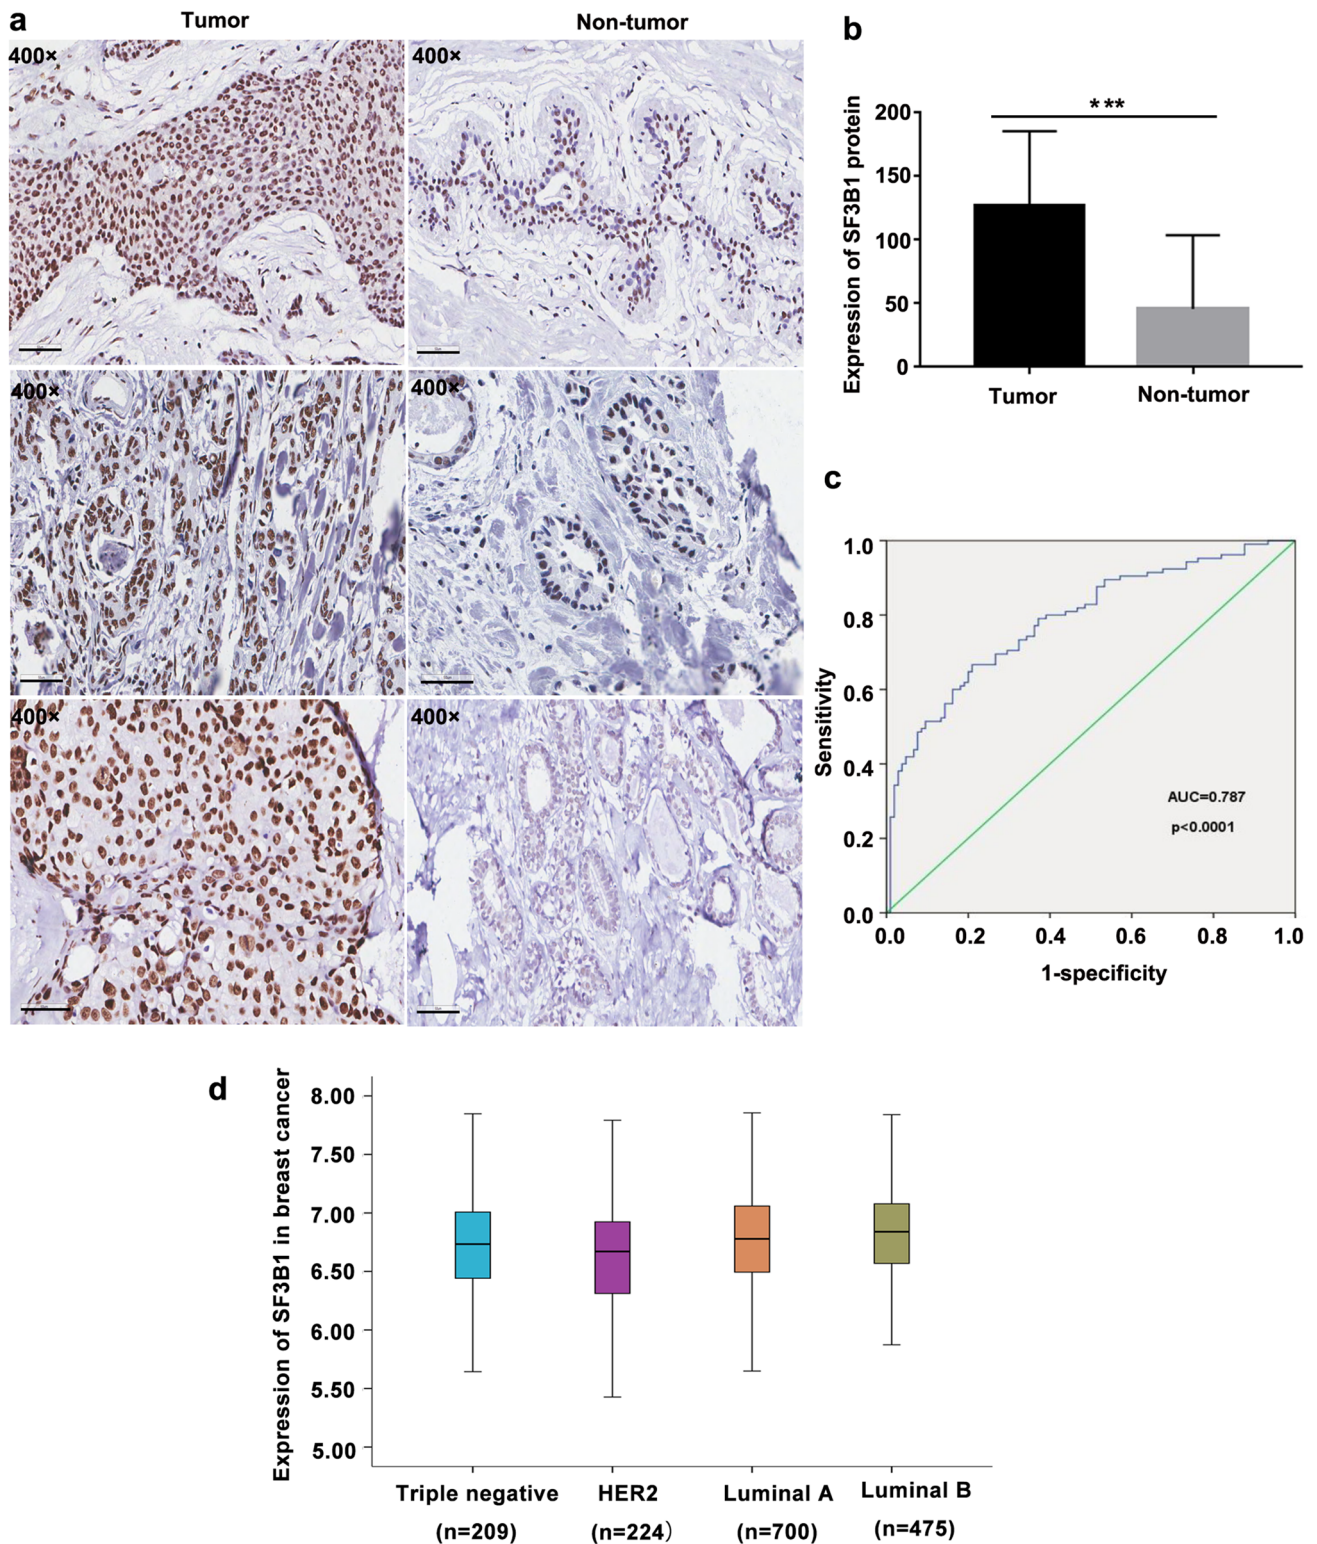 a
Tumor
Non-tumor
400×
400×
400×
400×
400×
400×
b
Expression of SF3B1 protein
200
150
100
50
0
***
Tumor
Non-tumor
c
Sensitivity
1.0
0.8
0.6
0.4
0.2
0.0
AUC=0.787
p<0.0001
0.0 0.2 0.4 0.6 0.8 1.0
1-specificity
d
Expression of SF3B1 in breast cancer
8.00
7.50
7.00
6.50
6.00
5.50
5.00
Triple negative HER2 Luminal A Luminal B
(n=209) (n=224) (n=700) (n=475)